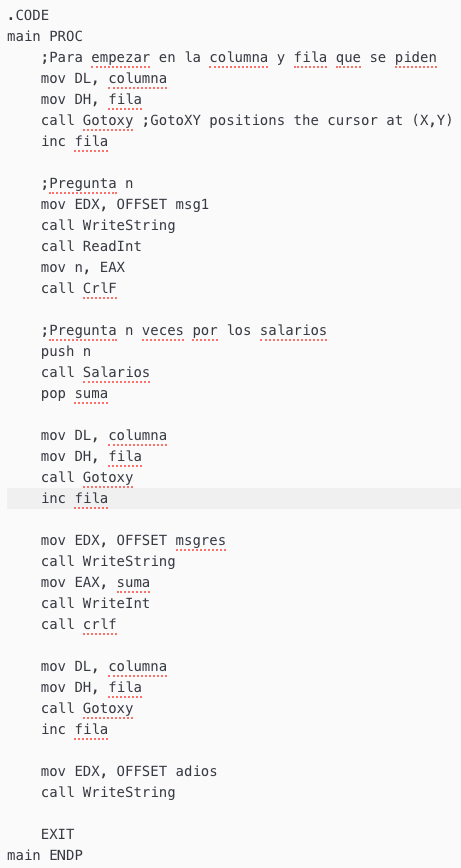 .CODE
main PROC
;Para empezar en la columna y fila que se piden
mov DL, columna
mov DH, fila
call Gotoxy ;GotoXY positions the cursor at (X,Y)
inc fila
;Pregunta n
mov EDX, OFFSET msg1
call WriteString
call ReadInt
mov n, EAX
call CrlF
;Pregunta n veces por los salarios
push n
call Salarios
pop suma
mov DL, columna
mov DH, fila
call Gotoxy
inc fila
mov EDX, OFFSET msgres
call WriteString
mov EAX, suma
call WriteInt
call crlf
mov DL, columna
mov DH, fila
call Gotoxy
inc fila
mov EDX, OFFSET adios
call WriteString
EXIT
main ENDP